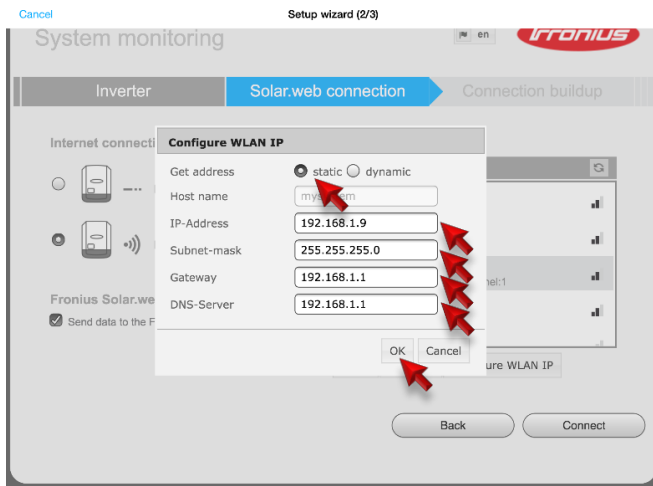 Cancel
Setup wizard (2/3)
System monitoring
en
Fronius
Inverter
Solar.web connection
Connection buildup
Internet connecti
Configure WLAN IP
Get address
static
dynamic
Host name
IP-Address
192.168.1.9
Subnet-mask
255.255.255.0
Gateway
192.168.1.1
nel:1
DNS-Server
192.168.1.1
Fronius Solar.we
Send data to the F
OK
Cancel
ure WLAN IP
Back
Connect